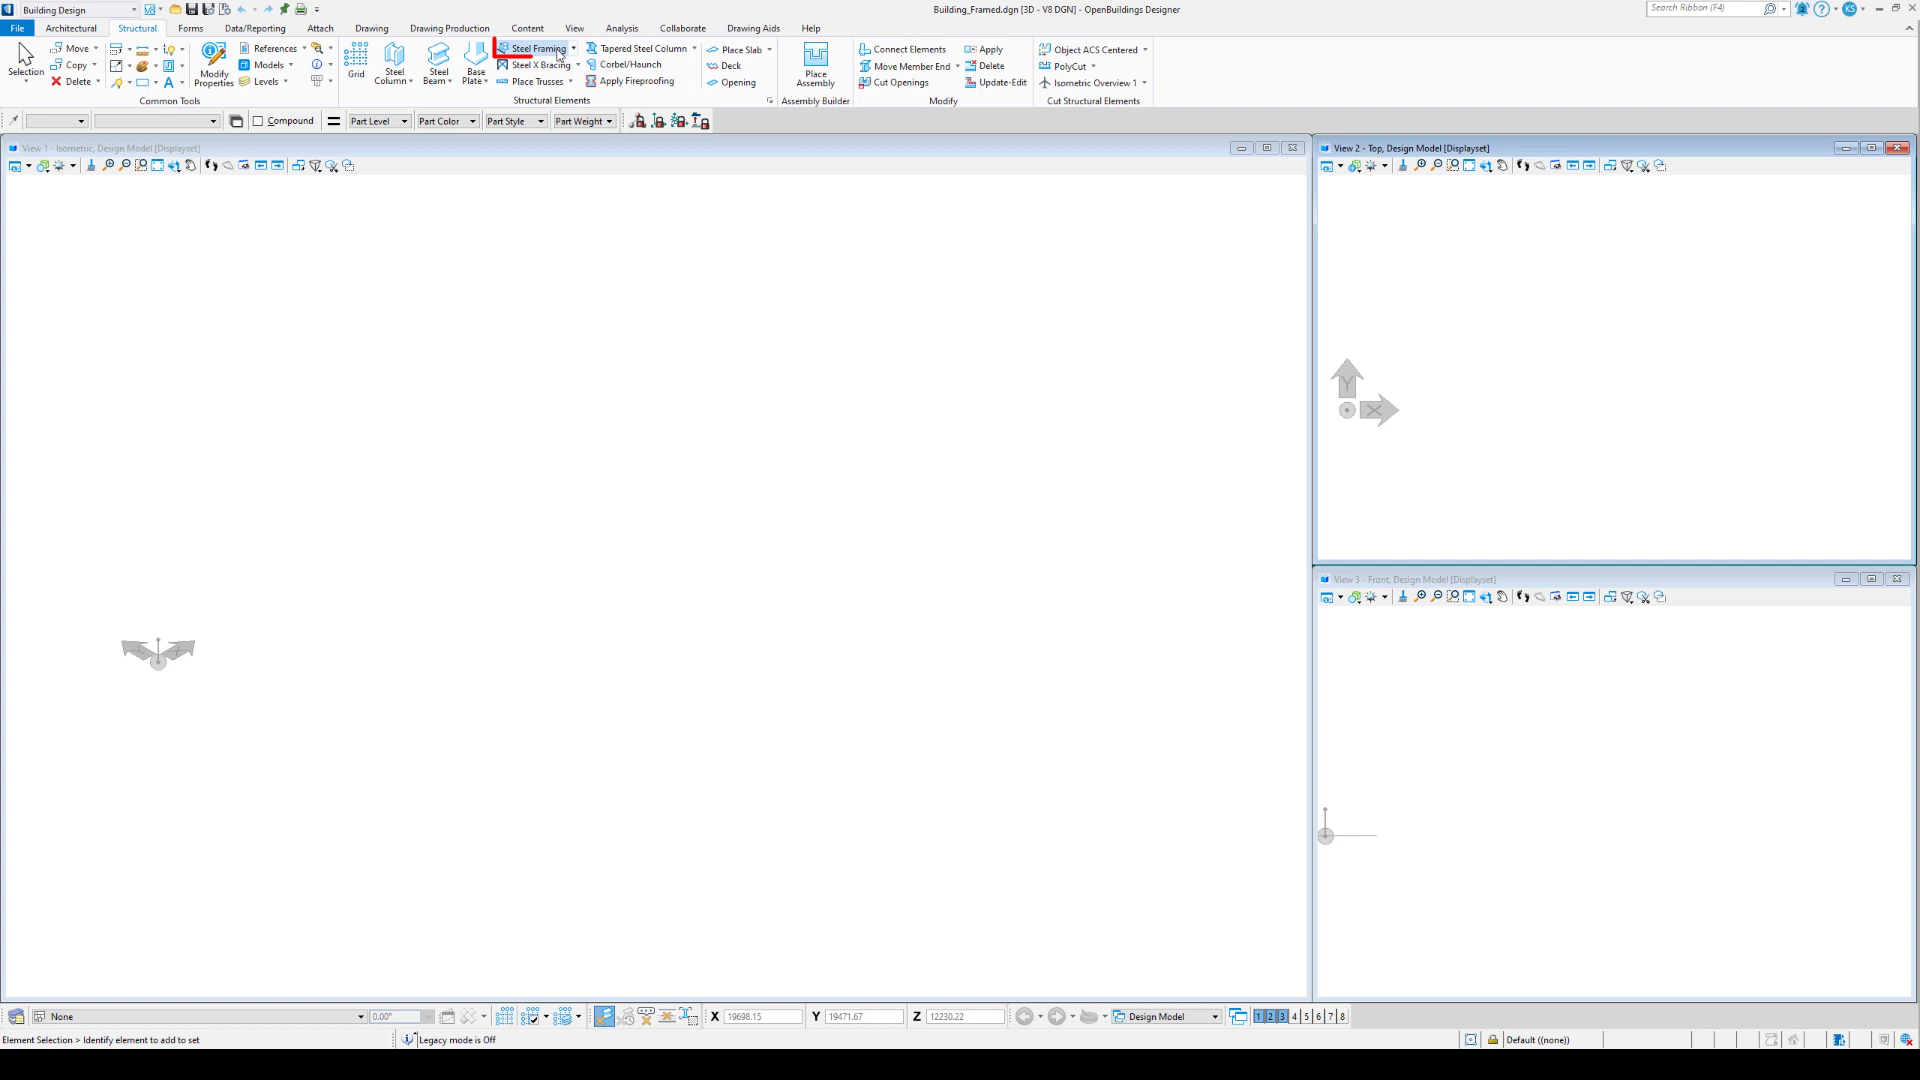 Building Design
Building_Framed.dgn [3D - V8 DGN] - OpenBuildings Designer
Search Ribbon (F4)
KS
File Architectural Structural Forms Data/Reporting Attach Drawing Drawing Production Content View Analysis Collaborate Drawing Aids Help
Selection
Move
Copy
Delete
Modify Properties
References
Models
Levels
Common Tools
Grid
Steel Column
Steel Beam
Base Plate
Steel Framing
Steel X Bracing
Place Trusses
Tapered Steel Column
Corbel/Haunch
Apply Fireproofing
Place Slab
Deck
Opening
Structural Elements
Place Assembly
Assembly Builder
Connect Elements
Move Member End
Cut Openings
Apply
Delete
Update-Edit
Modify
Object ACS Centered
PolyCut
Isometric Overview 1
Cut Structural Elements
Compound
Part Level
Part Color
Part Style
Part Weight
View 1 - Isometric, Design Model [Displayset]
View 2 - Top, Design Model [Displayset]
Y
X
View 3 - Front, Design Model [Displayset]
None
0.00°
X 19698.15 Y 19471.67 Z 12230.22
Design Model
1 2 3 4 5 6 7 8
Element Selection > Identify element to add to set
Legacy mode is Off
Default ((none))